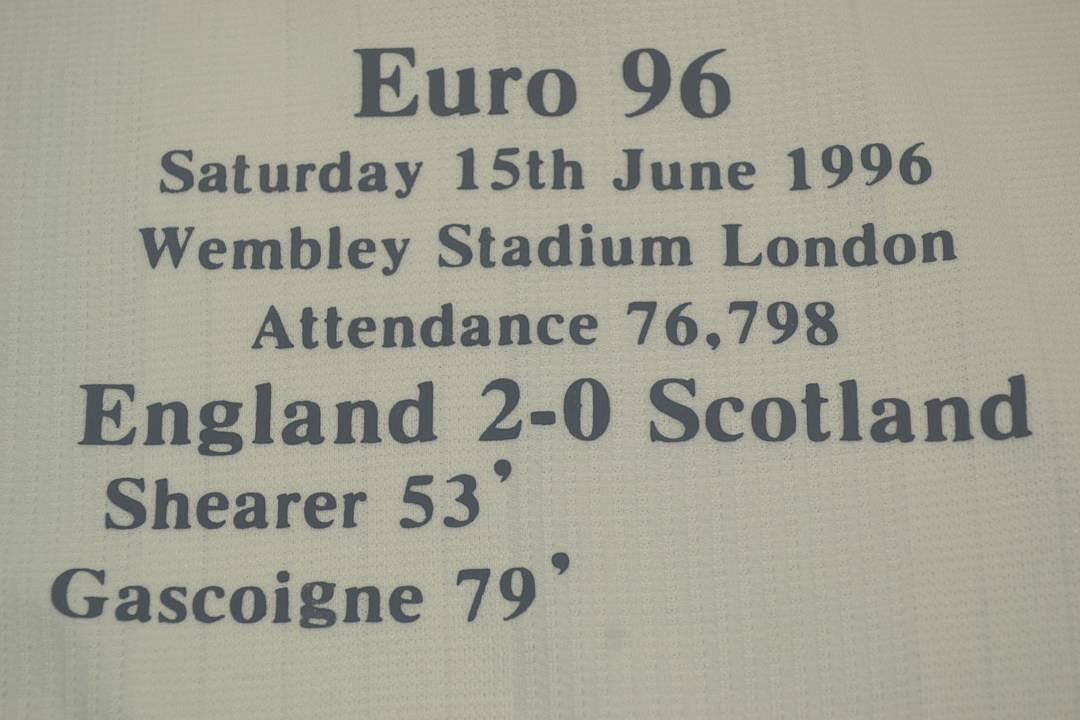 Euro 96
Saturday 15th June 1996
Wembley Stadium London
Attendance 76,798
England 2-0 Scotland
Shearer 53’
Gascoigne 79’